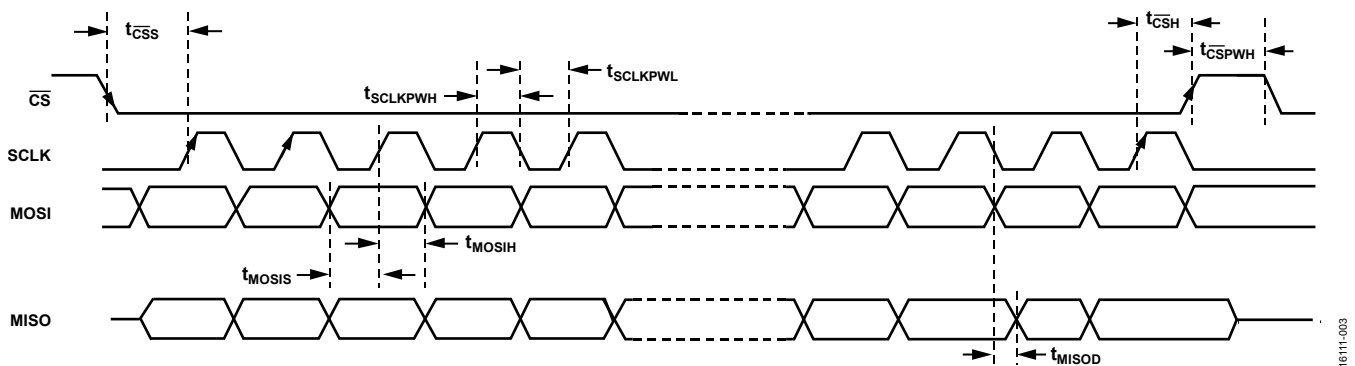 tCSS
tCSH
tCSPWH
tSCLKPWL
tSCLKPWH
CS
SCLK
MOSI
tMOSIH
tMOSIS
MISO
tMISOD
16111-003